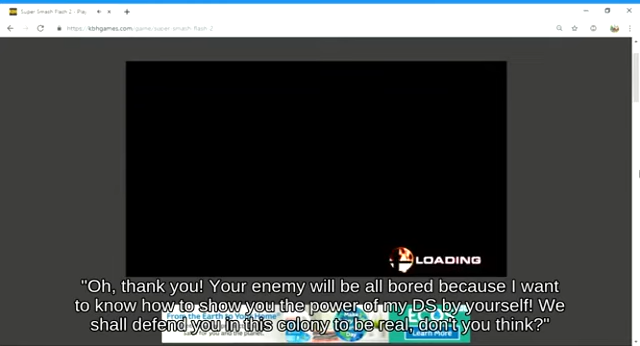 Super Smash Flash 2 - Play
https://kbhgames.com/game/super-smash-flash-2
LOADING
"Oh, thank you! Your enemy will be all bored because I want
to know how to show you the power of my DS by yourself! We
shall defend you in this colony to be real, don't you think?"
From the Earth to Your Home
Learn More